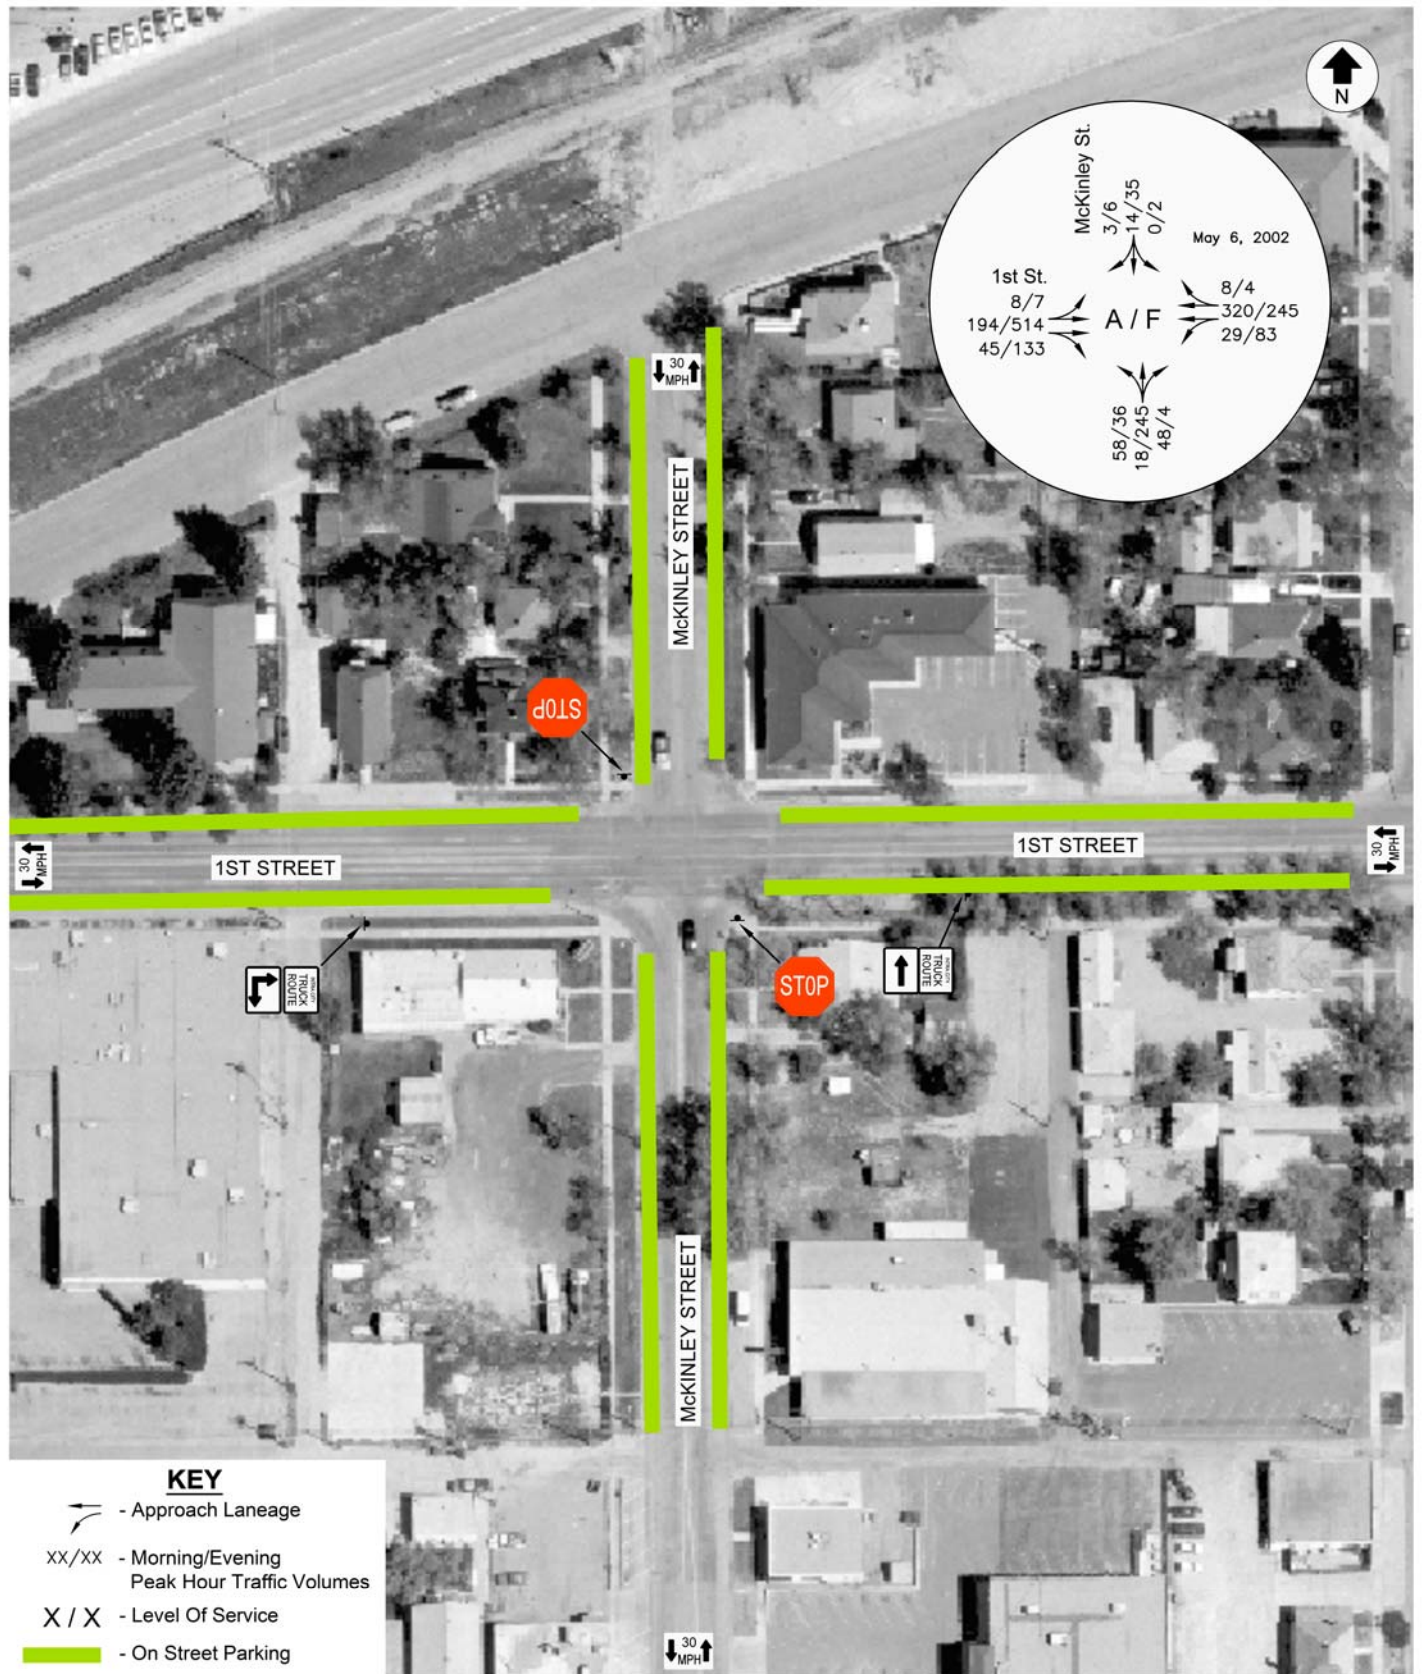 N
McKinley St.
3/6
14/35
0/2
May 6, 2002
1st St.
8/7
194/514
45/133
A / F
8/4
320/245
29/83
58/36
18/245
48/4
30
MPH
McKINLEY STREET
STOP
30
MPH
1ST STREET
1ST STREET
30
MPH
TRUCK
ROUTE
STOP
TRUCK
ROUTE
McKINLEY STREET
KEY
- Approach Laneage
XX/XX - Morning/Evening
Peak Hour Traffic Volumes
X / X - Level Of Service
- On Street Parking
30
MPH